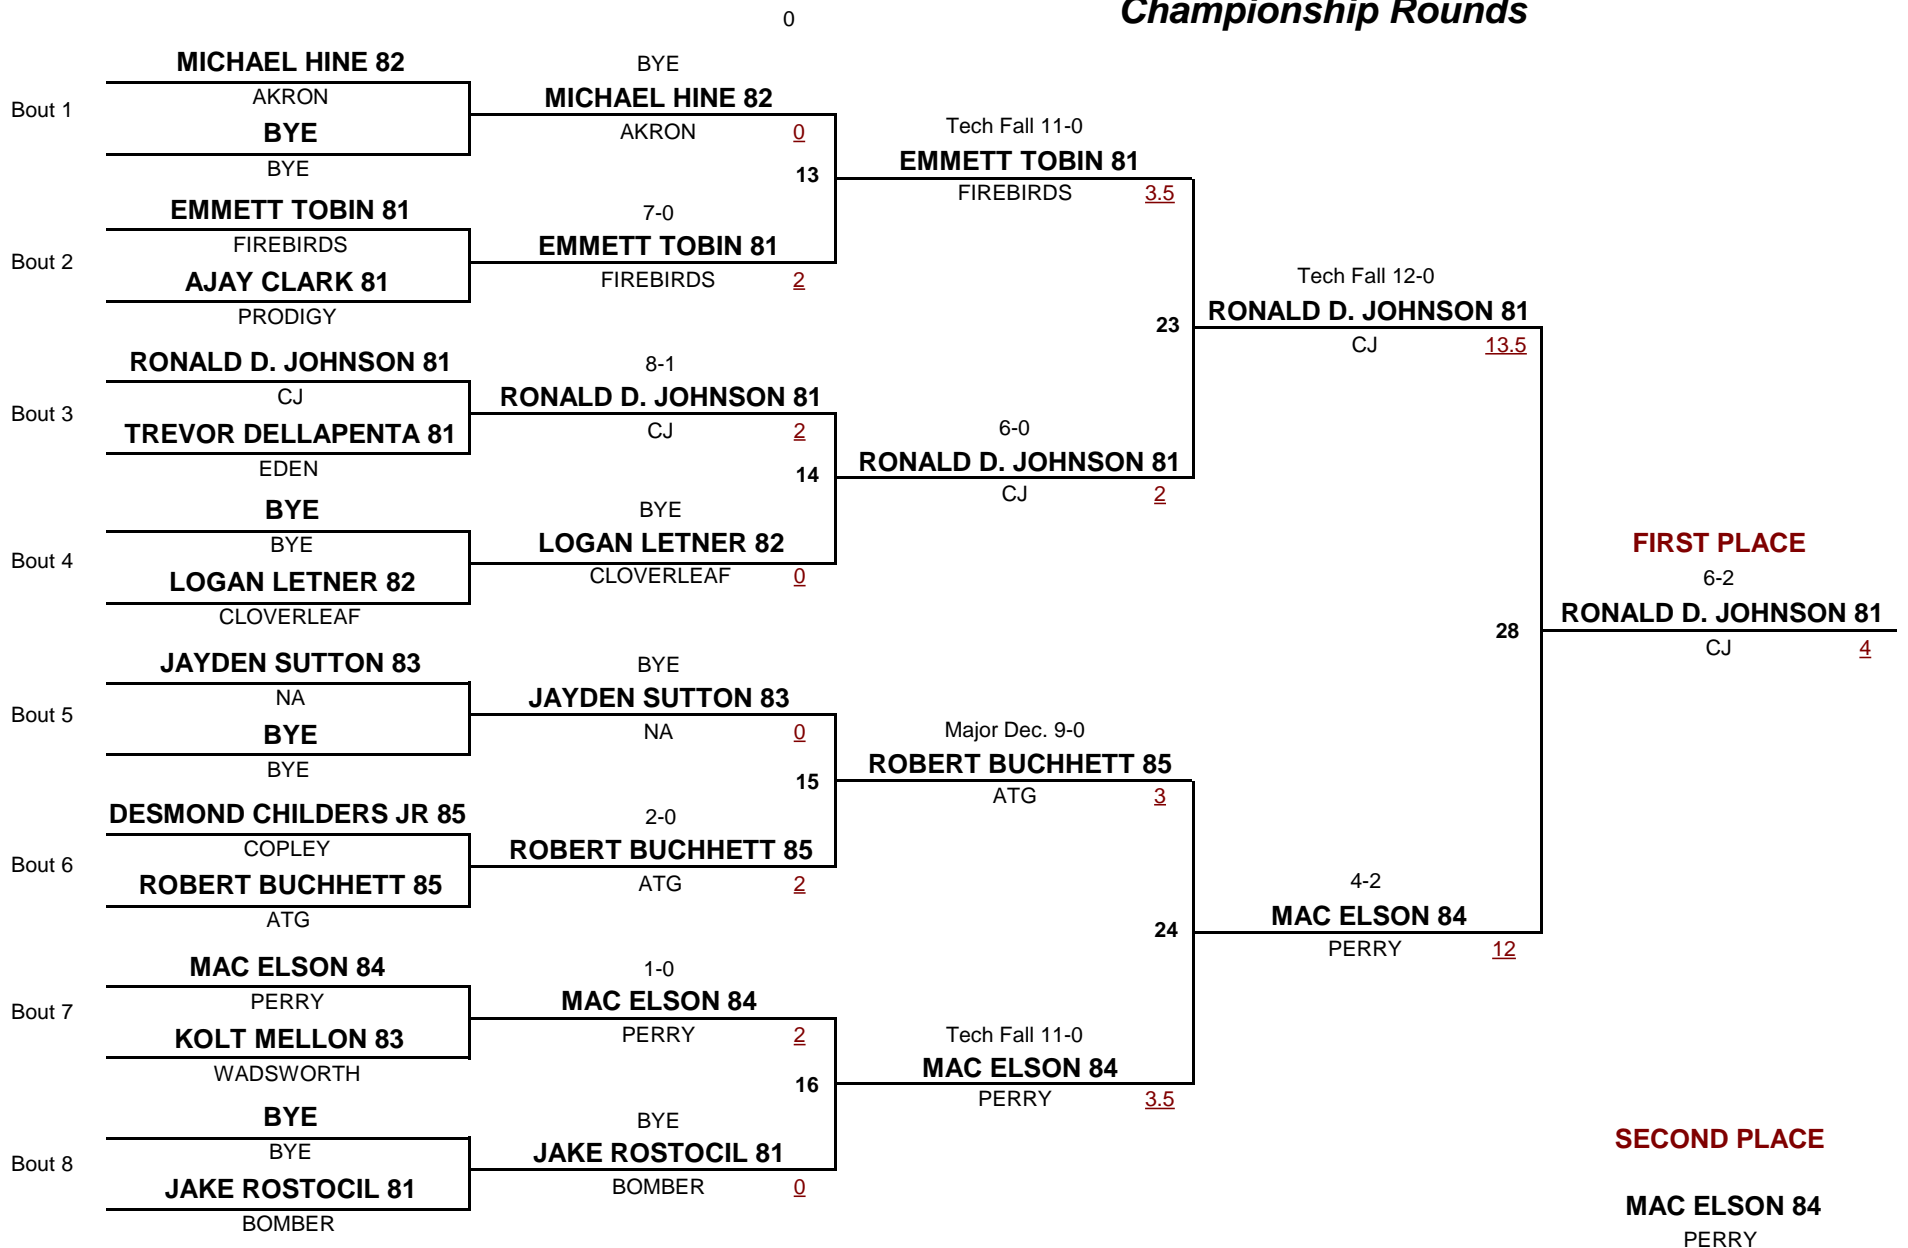 0
Championship Rounds
MICHAEL HINE 82
Bout 1
AKRON
BYE
BYE
EMMETT TOBIN 81
Bout 2
FIREBIRDS
AJAY CLARK 81
PRODIGY
RONALD D. JOHNSON 81
Bout 3
CJ
TREVOR DELLAPENTA 81
EDEN
BYE
Bout 4
BYE
LOGAN LETNER 82
CLOVERLEAF
JAYDEN SUTTON 83
Bout 5
NA
BYE
BYE
DESMOND CHILDERS JR 85
Bout 6
COPLEY
ROBERT BUCHHETT 85
ATG
MAC ELSON 84
Bout 7
PERRY
KOLT MELLON 83
WADSWORTH
BYE
Bout 8
BYE
JAKE ROSTOCIL 81
BOMBER
BYE
MICHAEL HINE 82
AKRON 0
13
7-0
EMMETT TOBIN 81
FIREBIRDS 2
8-1
RONALD D. JOHNSON 81
CJ 2
14
BYE
LOGAN LETNER 82
CLOVERLEAF 0
BYE
JAYDEN SUTTON 83
NA 0
15
2-0
ROBERT BUCHHETT 85
ATG 2
1-0
MAC ELSON 84
PERRY 2
16
BYE
JAKE ROSTOCIL 81
BOMBER 0
Tech Fall 11-0
EMMETT TOBIN 81
FIREBIRDS 3.5
23
6-0
RONALD D. JOHNSON 81
CJ 2
Major Dec. 9-0
ROBERT BUCHHETT 85
ATG 3
24
Tech Fall 11-0
MAC ELSON 84
PERRY 3.5
Tech Fall 12-0
RONALD D. JOHNSON 81
CJ 13.5
28
4-2
MAC ELSON 84
PERRY 12
FIRST PLACE
6-2
RONALD D. JOHNSON 81
CJ 4
SECOND PLACE
MAC ELSON 84
PERRY